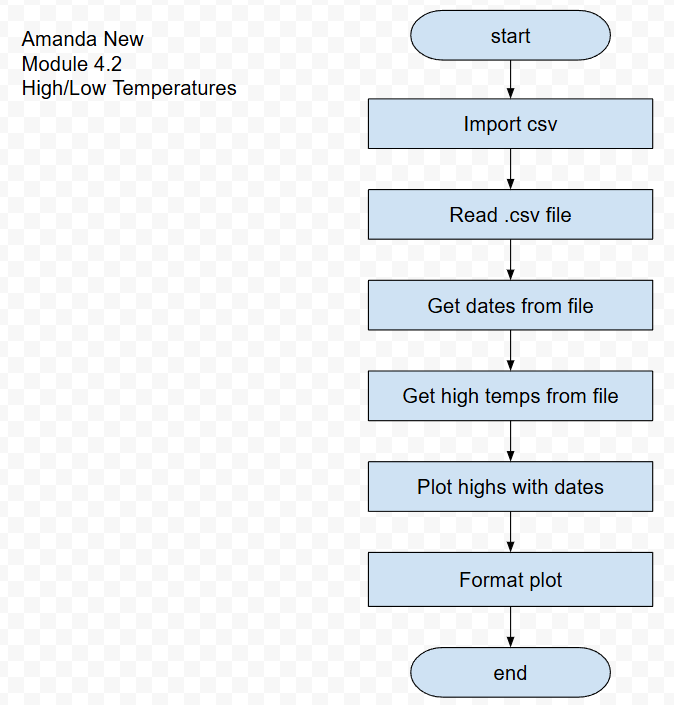 Amanda New
Module 4.2
High/Low Temperatures
start
Import csv
Read .csv file
Get dates from file
Get high temps from file
Plot highs with dates
Format plot
end